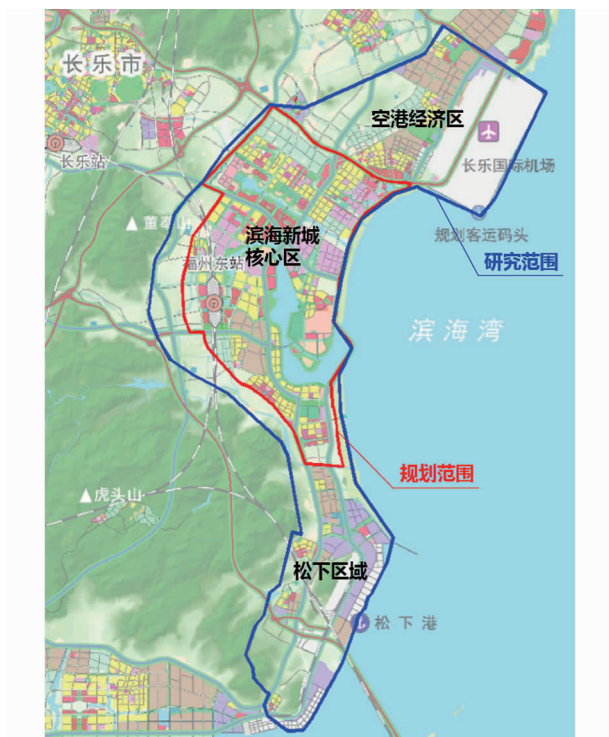 长乐市
空港经济区
长乐站
长乐国际机场
董奉山
滨海新城
核心区
规划客运码头
福州东站
研究范围
滨海湾
规划范围
虎头山
松下区域
松下港